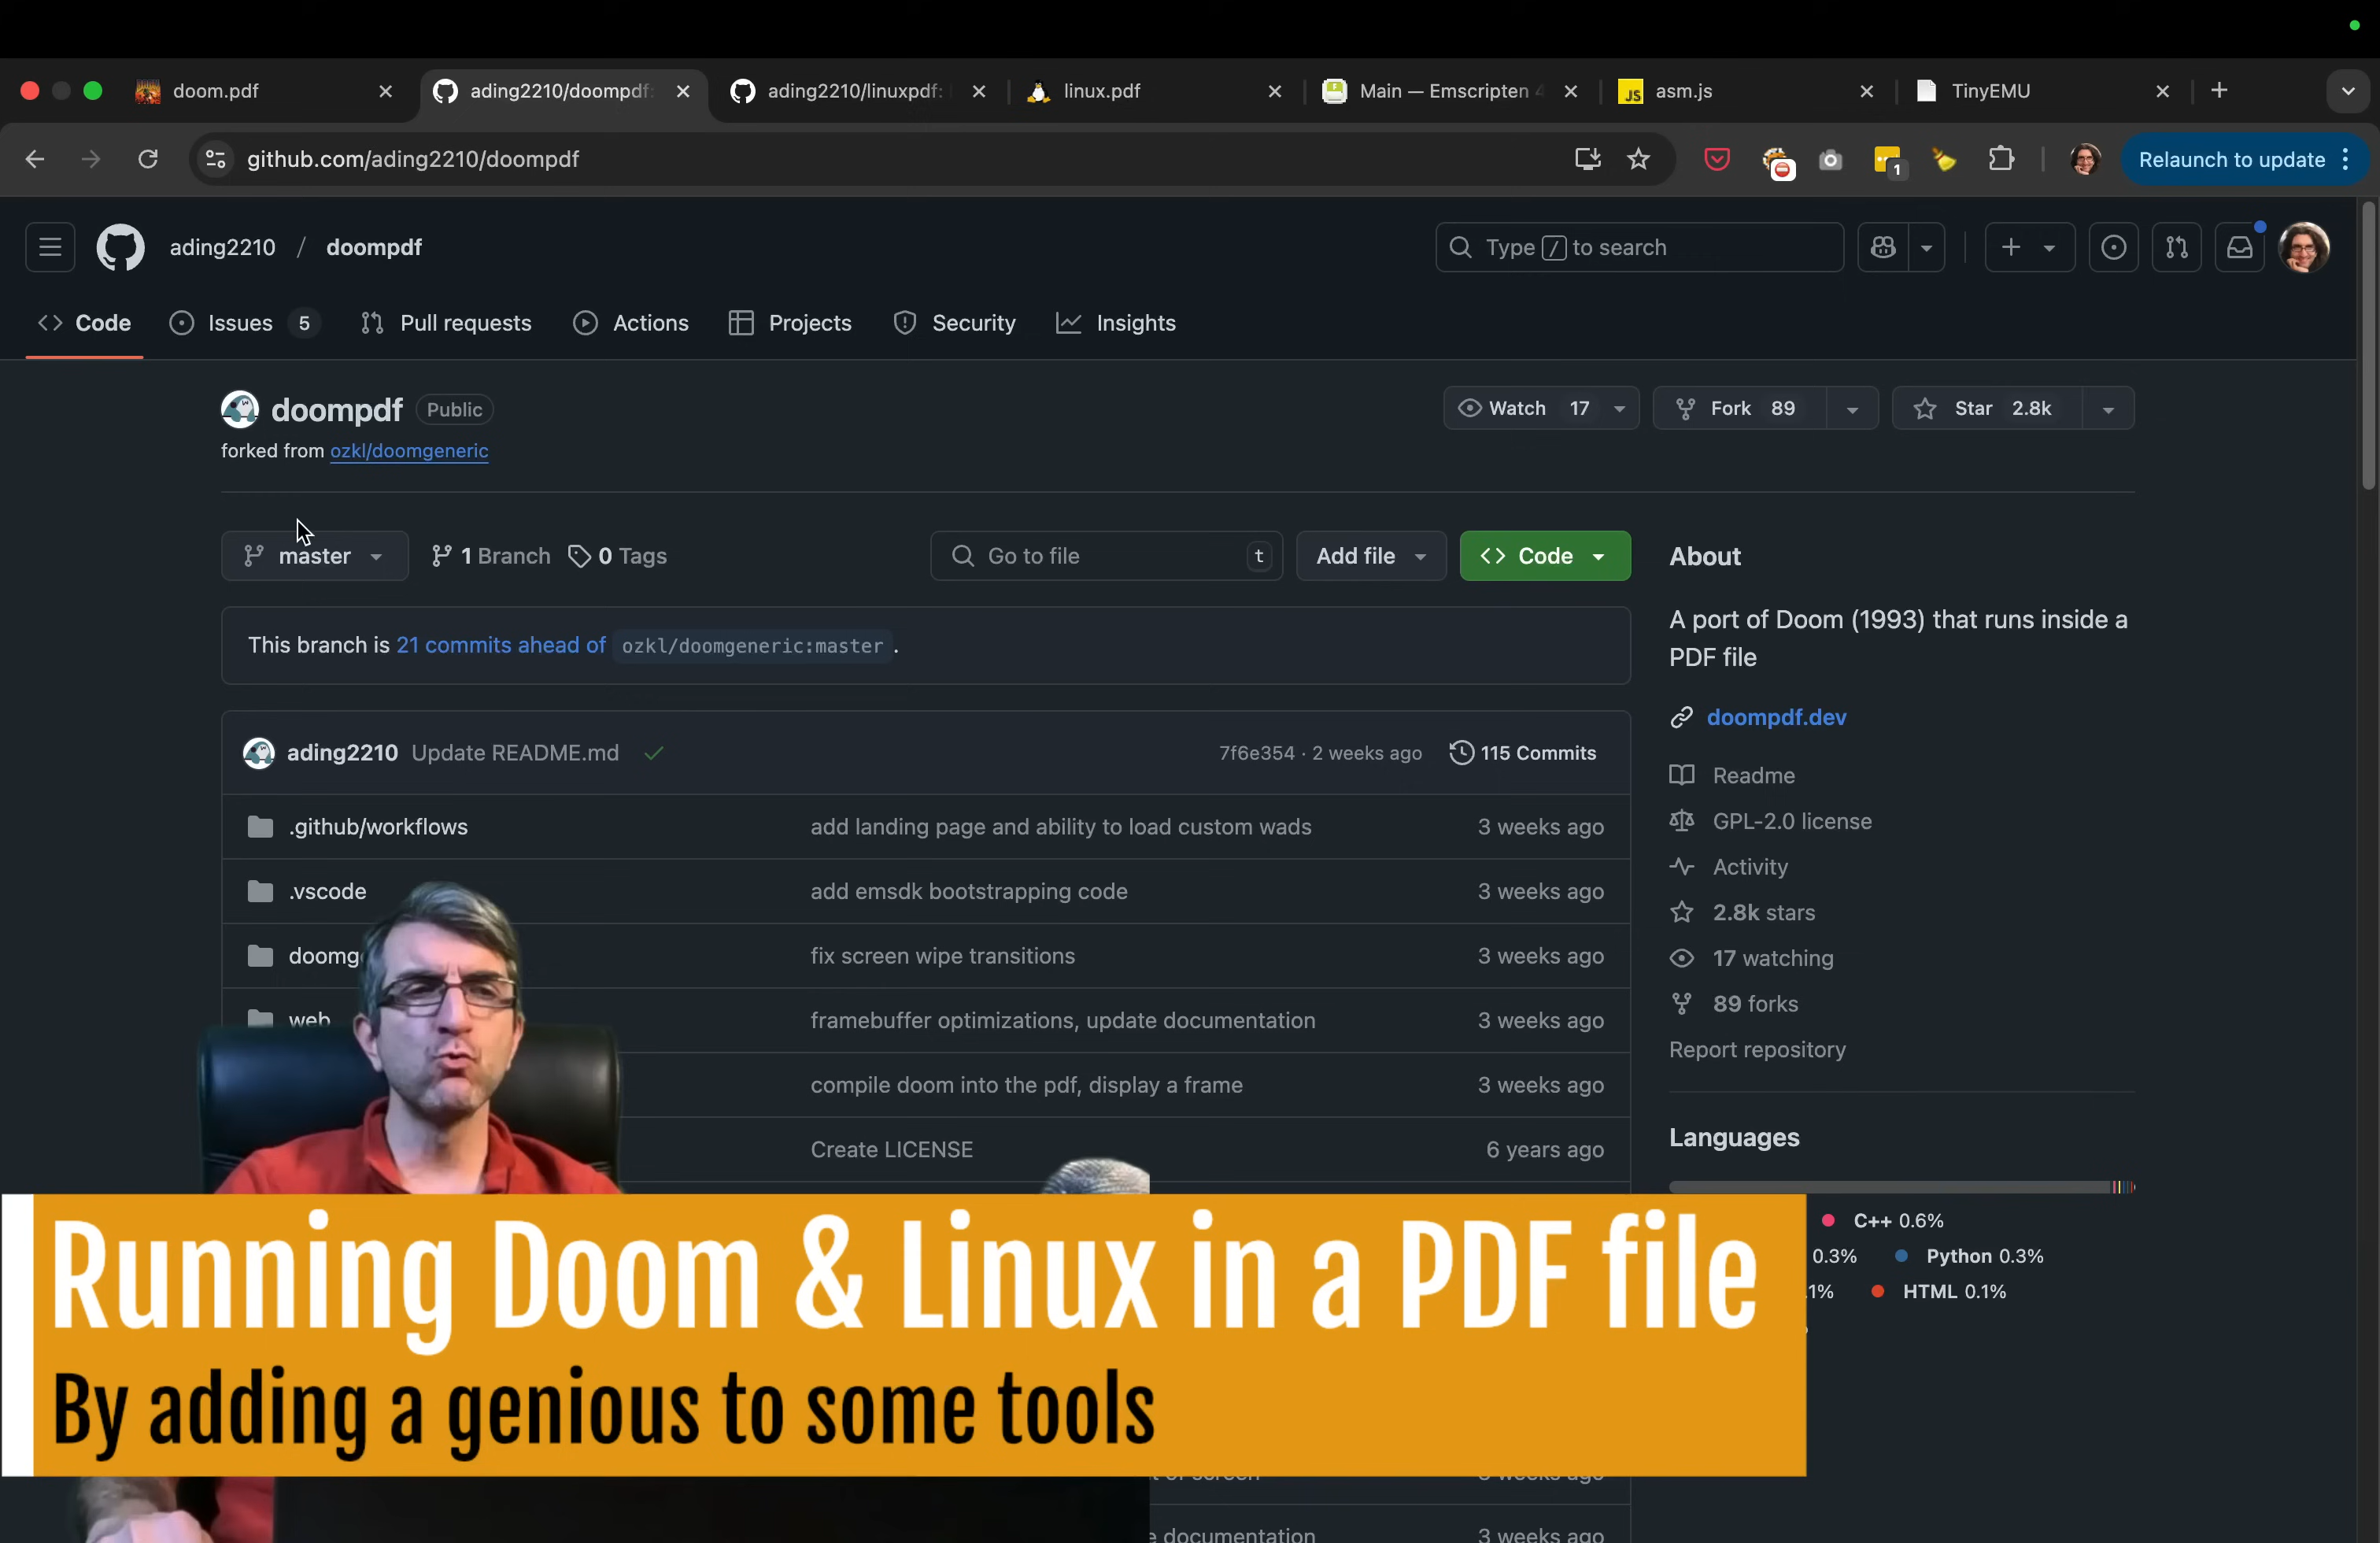 doom.pdf
ading2210/doompdf:
ading2210/linuxpdf:
linux.pdf
Main — Emscripten 4
JS
asm.js
TinyEMU
github.com/ading2210/doompdf
1
Relaunch to update
ading2210 / doompdf
Type / to search
Code
Issues 5
Pull requests
Actions
Projects
Security
Insights
doompdf Public
Watch 17
Fork 89
Star 2.8k
forked from ozkl/doomgeneric
master
1 Branch
0 Tags
Go to file t
Add file
Code
This branch is 21 commits ahead of ozkl/doomgeneric:master .
ading2210 Update README.md
7f6e354 · 2 weeks ago
115 Commits
.github/workflows add landing page and ability to load custom wads 3 weeks ago
.vscode add emsdk bootstrapping code 3 weeks ago
doomg fix screen wipe transitions 3 weeks ago
web framebuffer optimizations, update documentation 3 weeks ago
compile doom into the pdf, display a frame 3 weeks ago
Create LICENSE 6 years ago
documentation 3 weeks ago
About
A port of Doom (1993) that runs inside a
PDF file
doompdf.dev
Readme
GPL-2.0 license
Activity
2.8k stars
17 watching
89 forks
Report repository
Languages
C++ 0.6%
0.3% Python 0.3%
.1% HTML 0.1%
Running Doom & Linux in a PDF file
By adding a genious to some tools